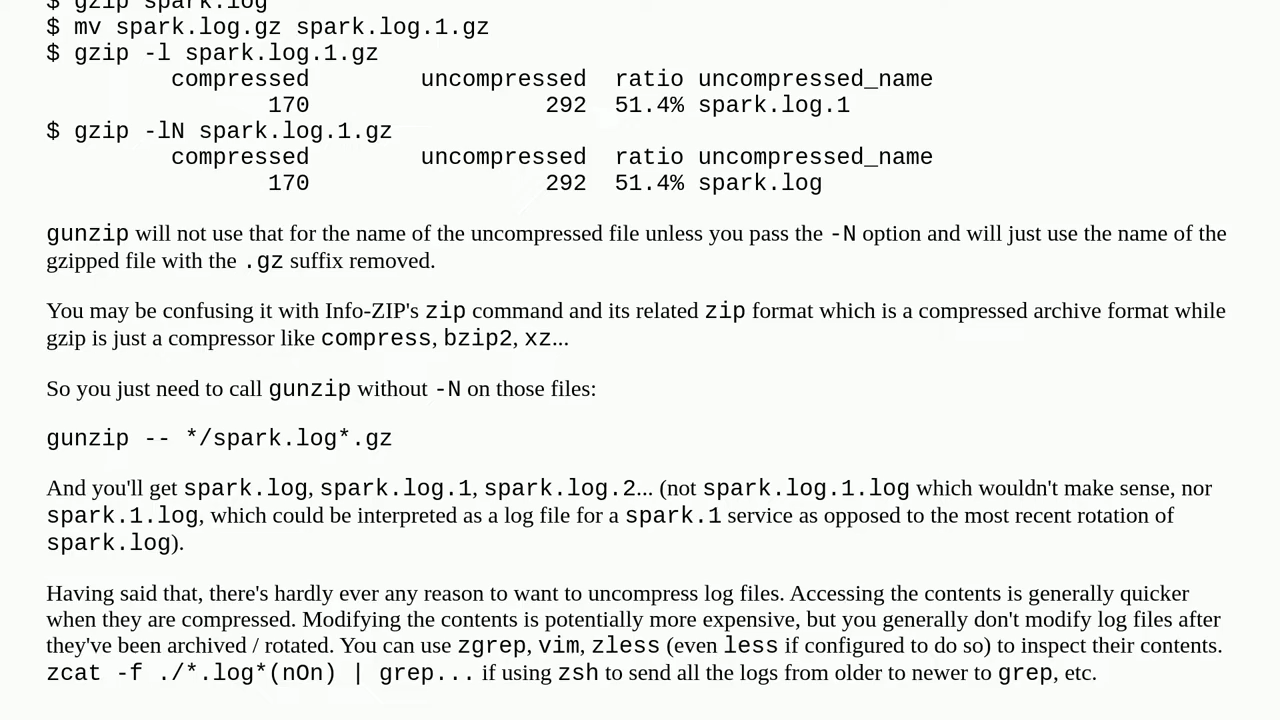 $ gzip spark.log
$ mv spark.log.gz spark.log.1.gz
$ gzip -l spark.log.1.gz
         compressed        uncompressed  ratio uncompressed_name
                170                 292  51.4% spark.log.1
$ gzip -lN spark.log.1.gz
         compressed        uncompressed  ratio uncompressed_name
                170                 292  51.4% spark.log
gunzip will not use that for the name of the uncompressed file unless you pass the -N option and will just use the name of the
gzipped file with the .gz suffix removed.
You may be confusing it with Info-ZIP's zip command and its related zip format which is a compressed archive format while
gzip is just a compressor like compress, bzip2, xz...
So you just need to call gunzip without -N on those files:
gunzip -- */spark.log*.gz
And you'll get spark.log, spark.log.1, spark.log.2... (not spark.log.1.log which wouldn't make sense, nor
spark.1.log, which could be interpreted as a log file for a spark.1 service as opposed to the most recent rotation of
spark.log).
Having said that, there's hardly ever any reason to want to uncompress log files. Accessing the contents is generally quicker
when they are compressed. Modifying the contents is potentially more expensive, but you generally don't modify log files after
they've been archived / rotated. You can use zgrep, vim, zless (even less if configured to do so) to inspect their contents.
zcat -f ./*.log*(nOn) | grep... if using zsh to send all the logs from older to newer to grep, etc.